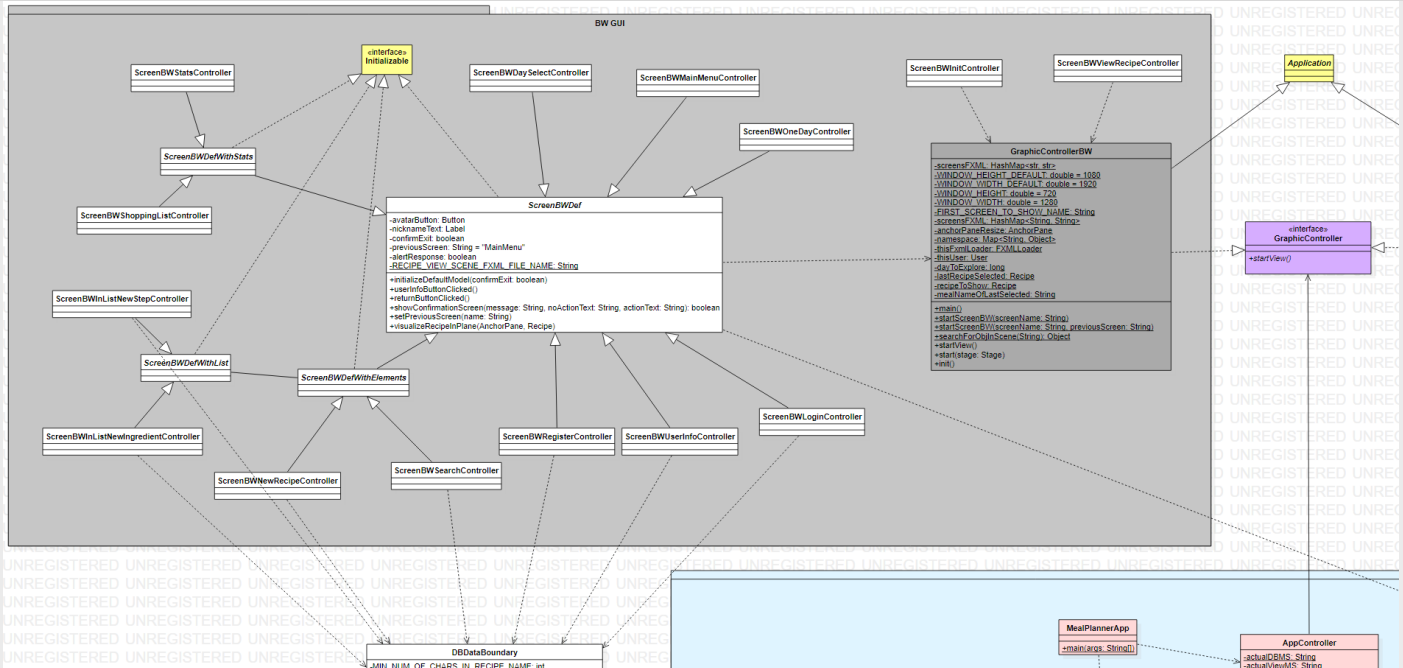 BW GUI
«interface»
Initializable
ScreenBWStatsController
ScreenBWDaySelectController
ScreenBWMainMenuController
ScreenBWInitController
ScreenBWViewRecipeController
Application
ScreenBWOneDayController
ScreenBWDefWithStats
ScreenBWShoppingListController
ScreenBWDef
-avatarButton: Button
-nicknameText: Label
-confirmExit: boolean
-previousScreen: String = "MainMenu"
-alertResponse: boolean
-RECIPE_VIEW_SCENE_FXML_FILE_NAME: String
+initializeDefaultModel(confirmExit: boolean)
+userInfoButtonClicked()
+returnButtonClicked()
+showConfirmationScreen(message: String, noActionText: String, actionText: String): boolean
+setPreviousScreen(name: String)
+visualizeRecipeInPlane(AnchorPane, Recipe)
GraphicControllerBW
-screensFXML: HashMap<str, str>
-WINDOW_HEIGHT_DEFAULT: double = 1080
-WINDOW_WIDTH_DEFAULT: double = 1920
-WINDOW_HEIGHT: double = 720
-WINDOW_WIDTH: double = 1280
-FIRST_SCREEN_TO_SHOW_NAME: String
-screensFXML: HashMap<String, String>
-anchorPaneResize: AnchorPane
-namespace: Map<String, Object>
-thisFxmlLoader: FXMLLoader
-thisUser: User
-dayToExplore: long
-lastRecipeSelected: Recipe
-recipeToShow: Recipe
-mealNameOfLastSelected: String
+main()
+startScreenBW(screenName: String)
+startScreenBW(screenName: String, previousScreen: String)
+searchForObjInScene(String): Object
+startView()
+start(stage: Stage)
+init()
«interface»
GraphicController
+startView()
ScreenBWInListNewStepController
ScreenBWDefWithList
ScreenBWDefWithElements
ScreenBWInListNewIngredientController
ScreenBWNewRecipeController
ScreenBWSearchController
ScreenBWRegisterController
ScreenBWUserInfoController
ScreenBWLoginController
DBDataBoundary
-MIN_NUM_OF_CHARS_IN_RECIPE_NAME: int
MealPlannerApp
+main(args: String[])
AppController
-actualDBMS: String
-actualViewMS: String
UNREGISTERED UNREGISTERED UNREGISTERED